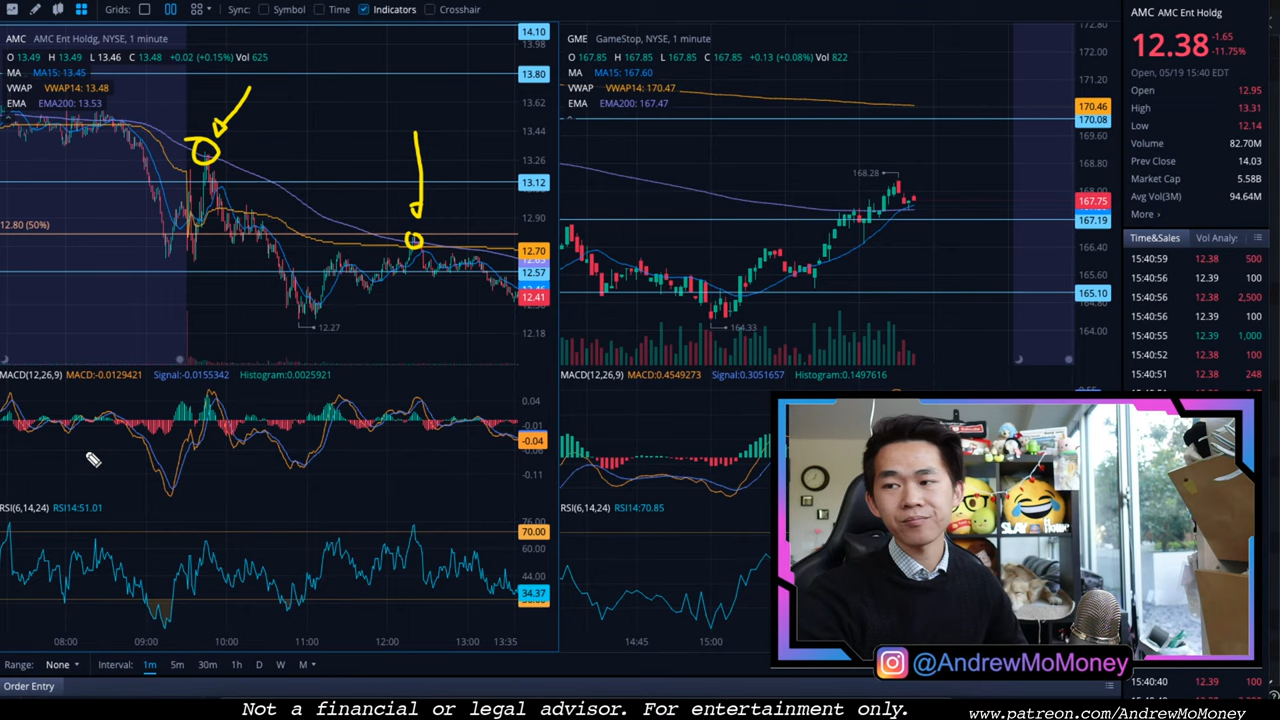 Grids: Sync: Symbol Time Indicators Crosshair
AMC AMC Ent Holdg, NYSE, 1 minute
O 13.49 H 13.49 L 13.46 C 13.48 +0.02 (+0.15%) Vol 625
MA MA15: 13.45
VWAP VWAP14: 13.48
EMA EMA200: 13.53
14.10
13.98
13.80
13.62
13.44
13.26
13.12
12.90
12.80 (50%)
12.70
12.57
12.41
12.18
12.27
MACD(12,26,9) MACD:-0.0129421 Signal:-0.0155342 Histogram:0.0025921
0.04
-0.01
-0.04
-0.11
RSI(6,14,24) RSI14:51.01
76.00
70.00
60.00
44.00
34.37
08:00 09:00 10:00 11:00 12:00 13:00 13:35
GME GameStop, NYSE, 1 minute
O 167.85 H 167.85 L 167.85 C 167.85 +0.13 (+0.08%) Vol 822
MA MA15: 167.60
VWAP VWAP14: 170.47
EMA EMA200: 167.47
172.80
172.00
171.20
170.46
170.08
169.60
168.80
168.00
167.75
167.19
166.40
165.60
165.10
164.00
168.28
164.33
MACD(12,26,9) MACD:0.4549273 Signal:0.3051657 Histogram:0.1497616
RSI(6,14,24) RSI14:70.85
14:45 15:00
AMC AMC Ent Holdg
12.38 -1.65
-11.75%
Open, 05/19 15:40 EDT
Open 12.95
High 13.31
Low 12.14
Volume 82.70M
Prev Close 14.03
Market Cap 5.58B
Avg Vol(3M) 94.64M
More ›
Time&Sales Vol Analy:
15:40:59 12.38 500
15:40:56 12.39 100
15:40:56 12.38 2,500
15:40:56 12.38 100
15:40:55 12.39 1,000
15:40:52 12.38 100
15:40:51 12.38 248
15:40:40 12.39 100
SLAY
Home
@AndrewMoMoney
Range: None Interval: 1m 5m 30m 1h D W M
Order Entry
Not a financial or legal advisor. For entertainment only.
www.patreon.com/AndrewMoMoney